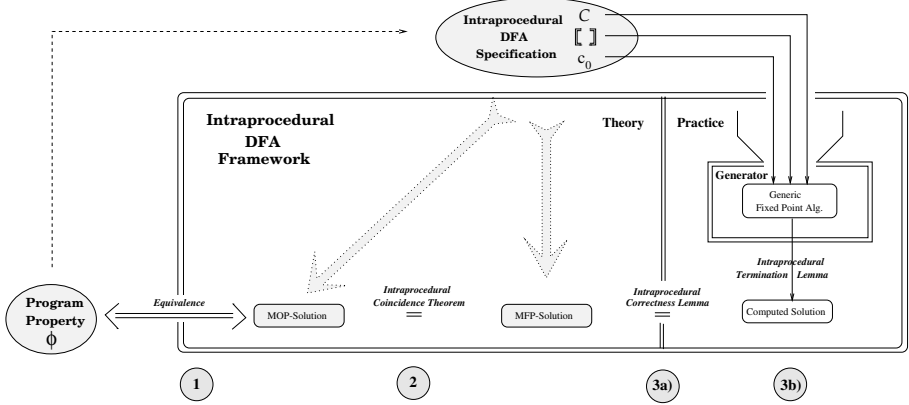 Intraprocedural
DFA
Specification
C
⟦ ⟧
c0
Intraprocedural
DFA
Framework
Theory
Practice
Generator
Generic
Fixed Point Alg.
Intraprocedural
Termination Lemma
Program
Property
ϕ
Equivalence
MOP-Solution
Intraprocedural
Coincidence Theorem
=
MFP-Solution
Intraprocedural
Correctness Lemma
=
Computed Solution
1
2
3a)
3b)